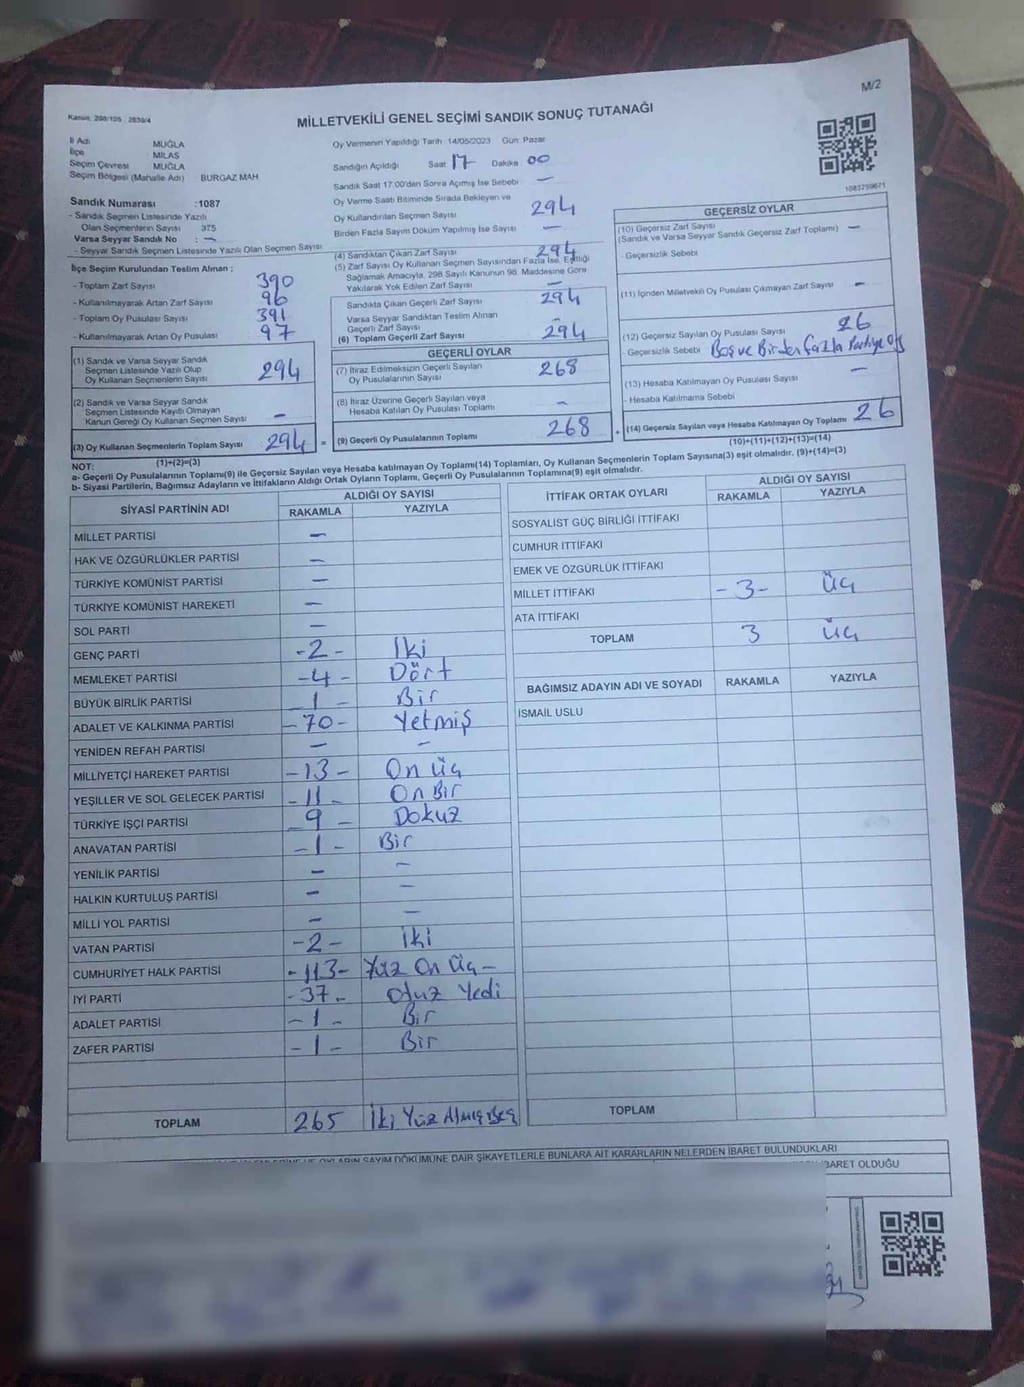 M/2
Kanun: 298/105 , 2839/4
MİLLETVEKİLİ GENEL SEÇİMİ SANDIK SONUÇ TUTANAĞI
İl Adı MUĞLA
İlçe MİLAS
Seçim Çevresi MUĞLA
Seçim Bölgesi (Mahalle Adı) BURGAZ MAH
Sandık Numarası :1087
- Sandık Seçmen Listesinde Yazılı
Olan Seçmenlerin Sayısı 375
Varsa Seyyar Sandık No : -
- Seyyar Sandık Seçmen Listesinde Yazılı Olan Seçmen Sayısı
Oy Vermenin Yapıldığı Tarih :14/05/2023 Gün: Pazar
Sandığın Açıldığı Saat 17 Dakika 00
Sandık Saat 17:00'den Sonra Açılmış İse Sebebi -
Oy Verme Saati Bitiminde Sırada Bekleyen ve
Oy Kullandırılan Seçmen Sayısı 294
Birden Fazla Sayım Döküm Yapılmış İse Sayısı -
(4) Sandıktan Çıkan Zarf Sayısı 294
(5) Zarf Sayısı Oy Kullanan Seçmen Sayısından Fazla İse, Eşitliği
Sağlamak Amacıyla, 298 Sayılı Kanunun 98. Maddesine Göre
Yakılarak Yok Edilen Zarf Sayısı -
1083759671
İlçe Seçim Kurulundan Teslim Alınan :
- Toplam Zarf Sayısı 390
- Kullanılmayarak Artan Zarf Sayısı 96
- Toplam Oy Pusulası Sayısı 391
- Kullanılmayarak Artan Oy Pusulası 97
Sandıkta Çıkan Geçerli Zarf Sayısı 294
Varsa Seyyar Sandıktan Teslim Alınan
Geçerli Zarf Sayısı -
(6) Toplam Geçerli Zarf Sayısı 294
(1) Sandık ve Varsa Seyyar Sandık
Seçmen Listesinde Yazılı Olup
Oy Kullanan Seçmenlerin Sayısı 294
(2) Sandık ve Varsa Seyyar Sandık
Seçmen Listesinde Kayıtlı Olmayan
Kanun Gereği Oy Kullanan Seçmen Sayısı -
(3) Oy Kullanan Seçmenlerin Toplam Sayısı 294 =
(1)+(2)=(3)
GEÇERLİ OYLAR
(7) İtiraz Edilmeksizin Geçerli Sayılan
Oy Pusulalarının Sayısı 268
(8) İtiraz Üzerine Geçerli Sayılan veya
Hesaba Katılan Oy Pusulası Toplamı -
(9) Geçerli Oy Pusulalarının Toplamı 268 +
GEÇERSİZ OYLAR
(10) Geçersiz Zarf Sayısı -
(Sandık ve Varsa Seyyar Sandık Geçersiz Zarf Toplamı)
- Geçersizlik Sebebi
(11) İçinden Milletvekili Oy Pusulası Çıkmayan Zarf Sayısı -
(12) Geçersiz Sayılan Oy Pusulası Sayısı 26
- Geçersizlik Sebebi Boş ve Birden fazla Partiye oy
(13) Hesaba Katılmayan Oy Pusulası Sayısı -
- Hesaba Katılmama Sebebi
(14) Geçersiz Sayılan veya Hesaba Katılmayan Oy Toplamı 26
(10)+(11)+(12)+(13)=(14)
NOT:
a- Geçerli Oy Pusulalarının Toplamı(9) ile Geçersiz Sayılan veya Hesaba katılmayan Oy Toplamı(14) Toplamları, Oy Kullanan Seçmenlerin Toplam Sayısına(3) eşit olmalıdır. (9)+(14)=(3)
b- Siyasi Partilerin, Bağımsız Adayların ve İttifakların Aldığı Ortak Oyların Toplamı, Geçerli Oy Pusulalarının Toplamına(9) eşit olmalıdır.
SİYASİ PARTİNİN ADI ALDIĞI OY SAYISI
RAKAMLA YAZIYLA
MİLLET PARTİSİ -
HAK VE ÖZGÜRLÜKLER PARTİSİ -
TÜRKİYE KOMÜNİST PARTİSİ -
TÜRKİYE KOMÜNİST HAREKETİ -
SOL PARTİ -
GENÇ PARTİ -2- İki
MEMLEKET PARTİSİ -4- Dört
BÜYÜK BİRLİK PARTİSİ 1- Bir
ADALET VE KALKINMA PARTİSİ -70- Yetmiş
YENİDEN REFAH PARTİSİ - -
MİLLİYETÇİ HAREKET PARTİSİ -13- On üç
YEŞİLLER VE SOL GELECEK PARTİSİ -11- On Bir
TÜRKİYE İŞÇİ PARTİSİ -9- Dokuz
ANAVATAN PARTİSİ -1- Bir
YENİLİK PARTİSİ - -
HALKIN KURTULUŞ PARTİSİ - -
MİLLİ YOL PARTİSİ - -
VATAN PARTİSİ -2- İki
CUMHURİYET HALK PARTİSİ -113- Yüz On üç -
İYİ PARTİ -37- otuz Yedi
ADALET PARTİSİ -1- Bir
ZAFER PARTİSİ -1- Bir
TOPLAM 265 İki Yüz Altmış Beş
İTTİFAK ORTAK OYLARI ALDIĞI OY SAYISI
RAKAMLA YAZIYLA
SOSYALİST GÜÇ BİRLİĞİ İTTİFAKI
CUMHUR İTTİFAKI
EMEK VE ÖZGÜRLÜK İTTİFAKI
MİLLET İTTİFAKI -3- üç
ATA İTTİFAKI
TOPLAM 3 üç
BAĞIMSIZ ADAYIN ADI VE SOYADI RAKAMLA YAZIYLA
İSMAİL USLU
TOPLAM
OYLARIN SAYIM DÖKÜMÜNE DAİR ŞİKAYETLERLE BUNLARA AİT KARARLARIN NELERDEN İBARET BULUNDUKLARI
İBARET OLDUĞU